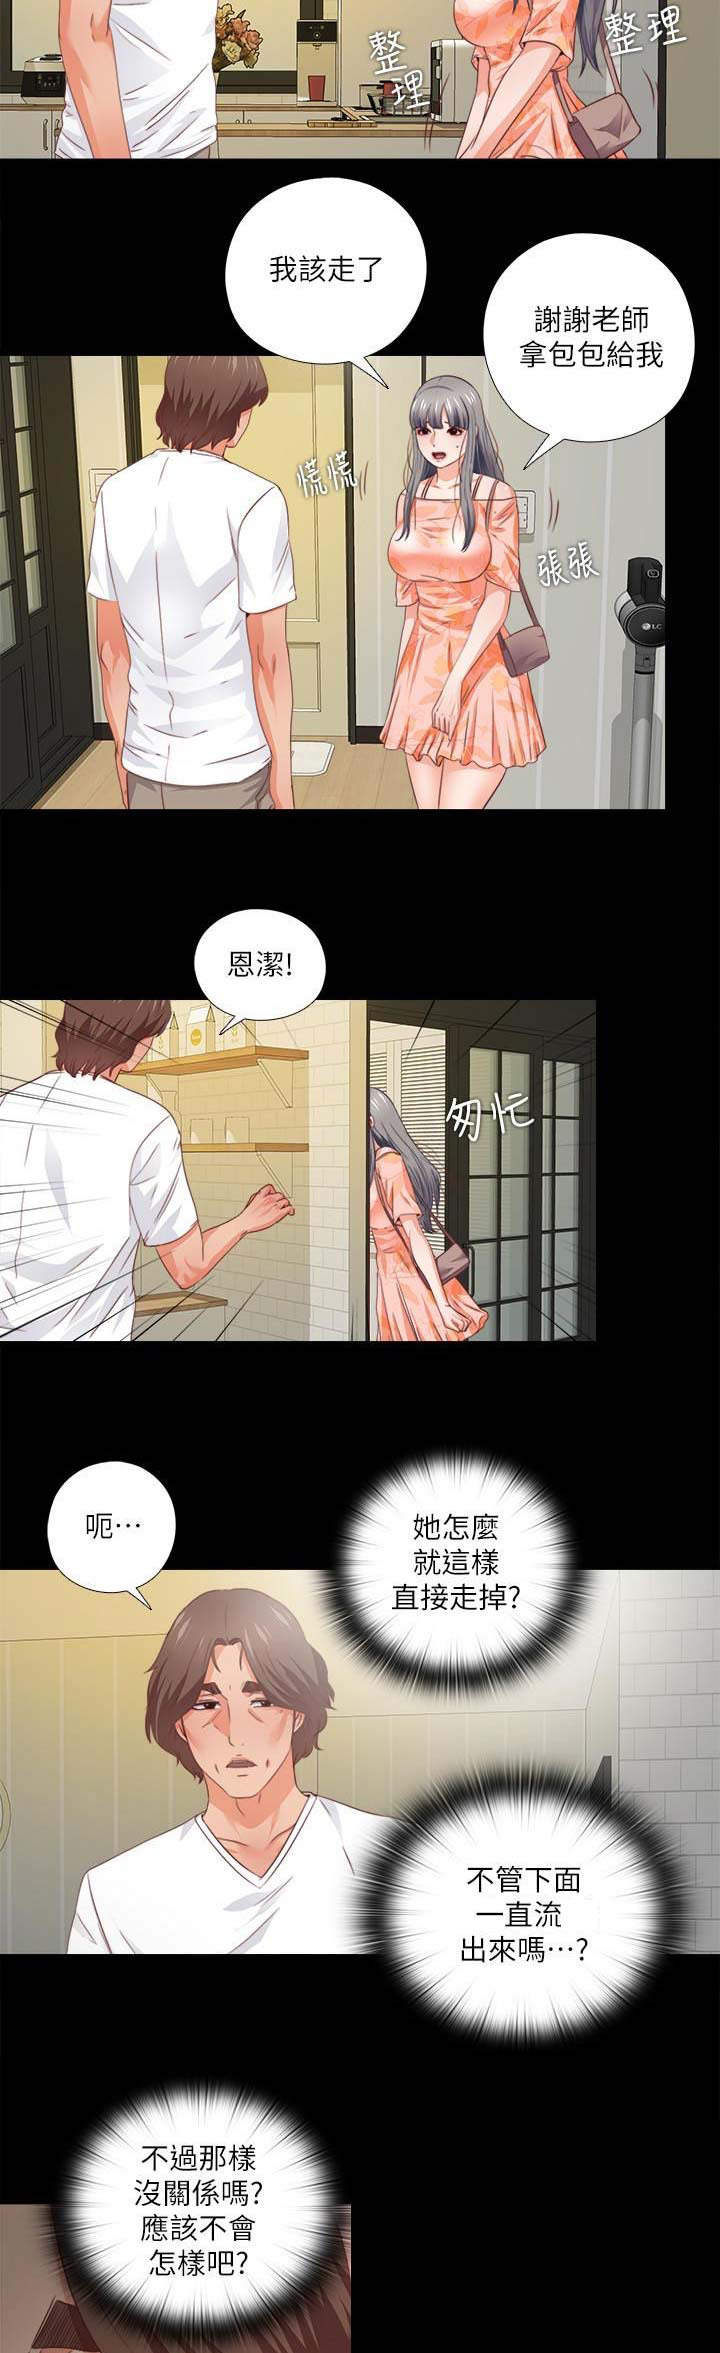 整理
整理
我該走了
謝謝老師
拿包包給我
慌慌
張張
LG
恩潔!
匆忙
呃…
她怎麼
就這樣
直接走掉?
不管下面
一直流
出來嗎…?
不過那樣
沒關係嗎?
應該不會
怎樣吧?